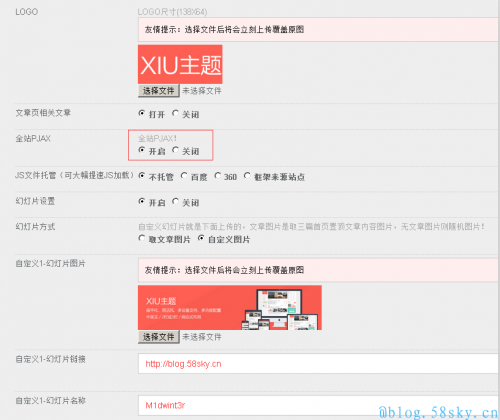 LOGO
LOGO尺寸(138X64)
友情提示：选择文件后将会立刻上传覆盖原图
XIU主题
选择文件 未选择文件
文章页相关文章
打开 关闭
全站PJAX
全站PJAX!
开启 关闭
JS文件托管（可大幅提速JS加载）
不托管 百度 360 框架来源站点
幻灯片设置
开启 关闭
幻灯片方式
自定义幻灯片就是下面上传的，文章图片是取三篇首页置顶文章内容图片，无文章图片则随机图片！
取文章图片 自定义图片
自定义1-幻灯片图片
友情提示：选择文件后将会立刻上传覆盖原图
XIU主题
选择文件 未选择文件
自定义1-幻灯片链接
http://blog.58sky.cn
自定义1-幻灯片名称
M1dwint3r
@blog.58sky.cn